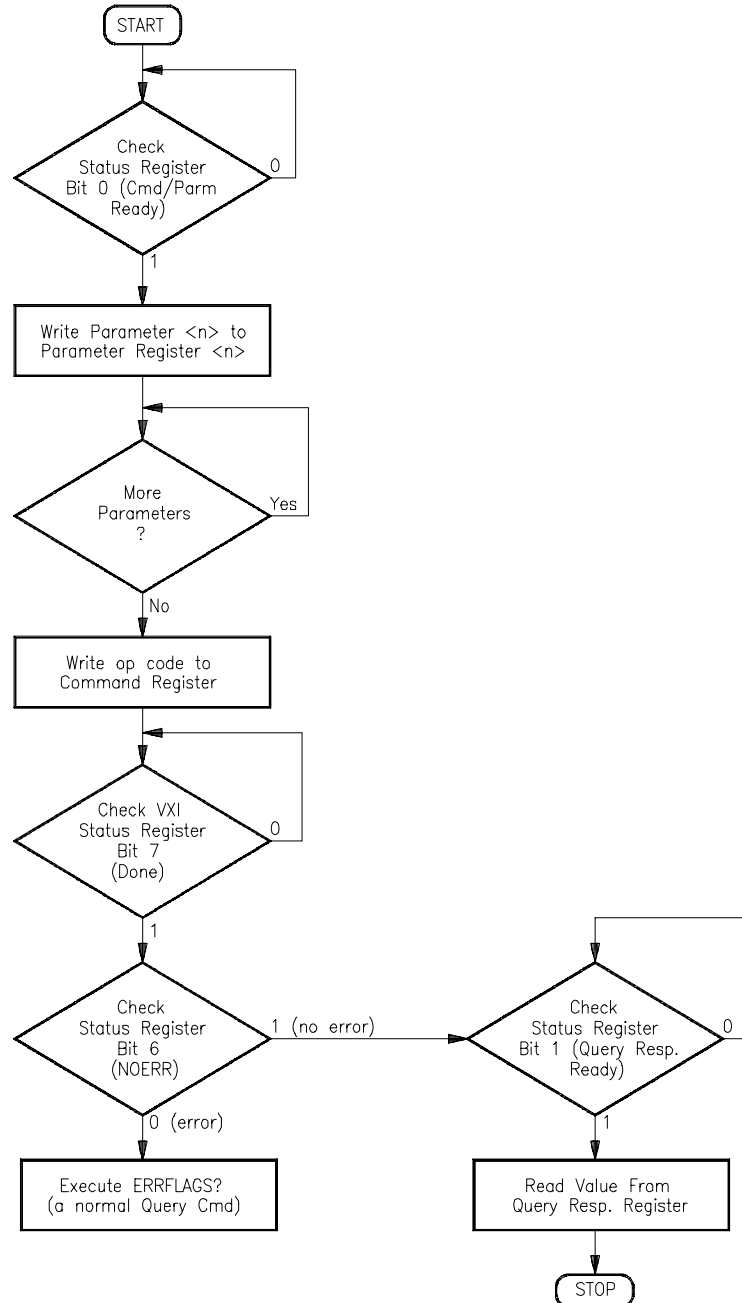 START
Check
Status Register
Bit 0 (Cmd/Parm
Ready)
0
1
Write Parameter <n> to
Parameter Register <n>
More
Parameters
?
Yes
No
Write op code to
Command Register
Check VXI
Status Register
Bit 7
(Done)
0
1
Check
Status Register
Bit 6
(NOERR)
1 (no error)
0 (error)
Execute ERRFLAGS?
(a normal Query Cmd)
Check
Status Register
Bit 1 (Query Resp.
Ready)
0
1
Read Value From
Query Resp. Register
STOP